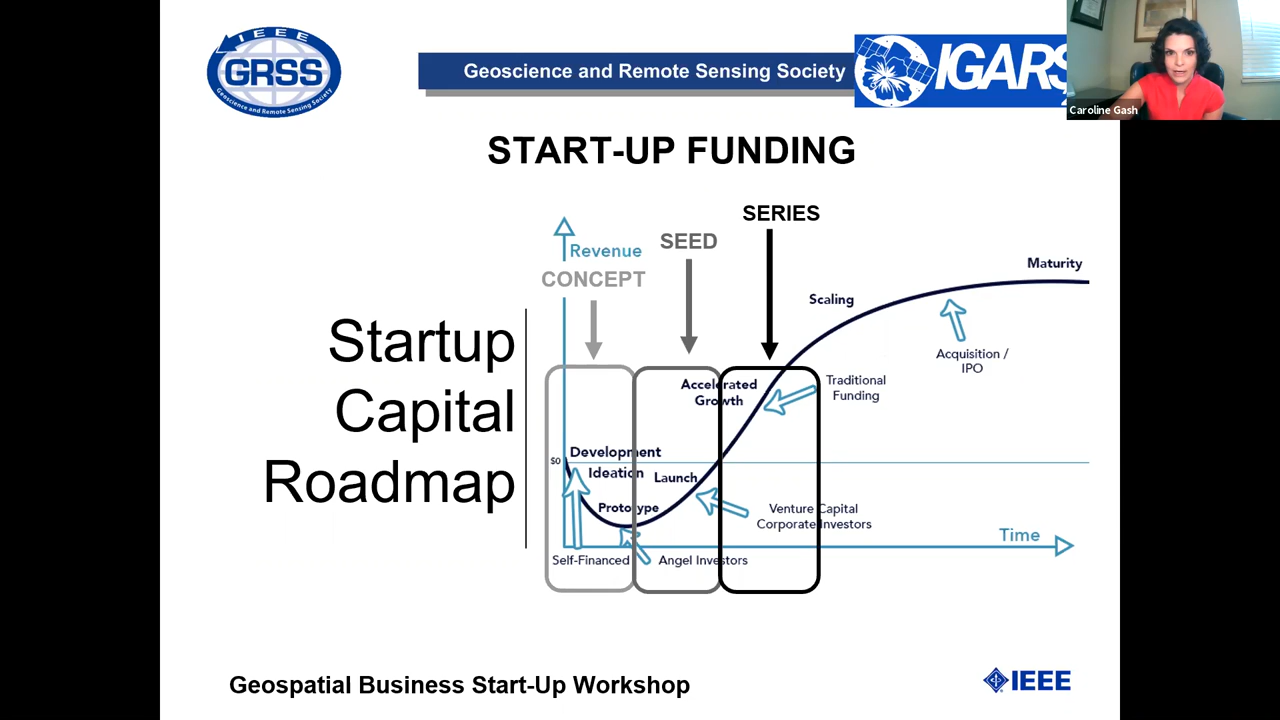 IEEE
GRSS
Geoscience and Remote Sensing Society
Geoscience and Remote Sensing Society
IGARS
Caroline Gash
START-UP FUNDING
SERIES
SEED
Revenue
CONCEPT
Maturity
Scaling
Startup
Capital
Roadmap
Acquisition /
IPO
Accelerated
Growth
Traditional
Funding
$0
Development
Ideation
Launch
Prototype
Venture Capital
Corporate Investors
Time
Self-Financed
Angel Investors
Geospatial Business Start-Up Workshop
IEEE